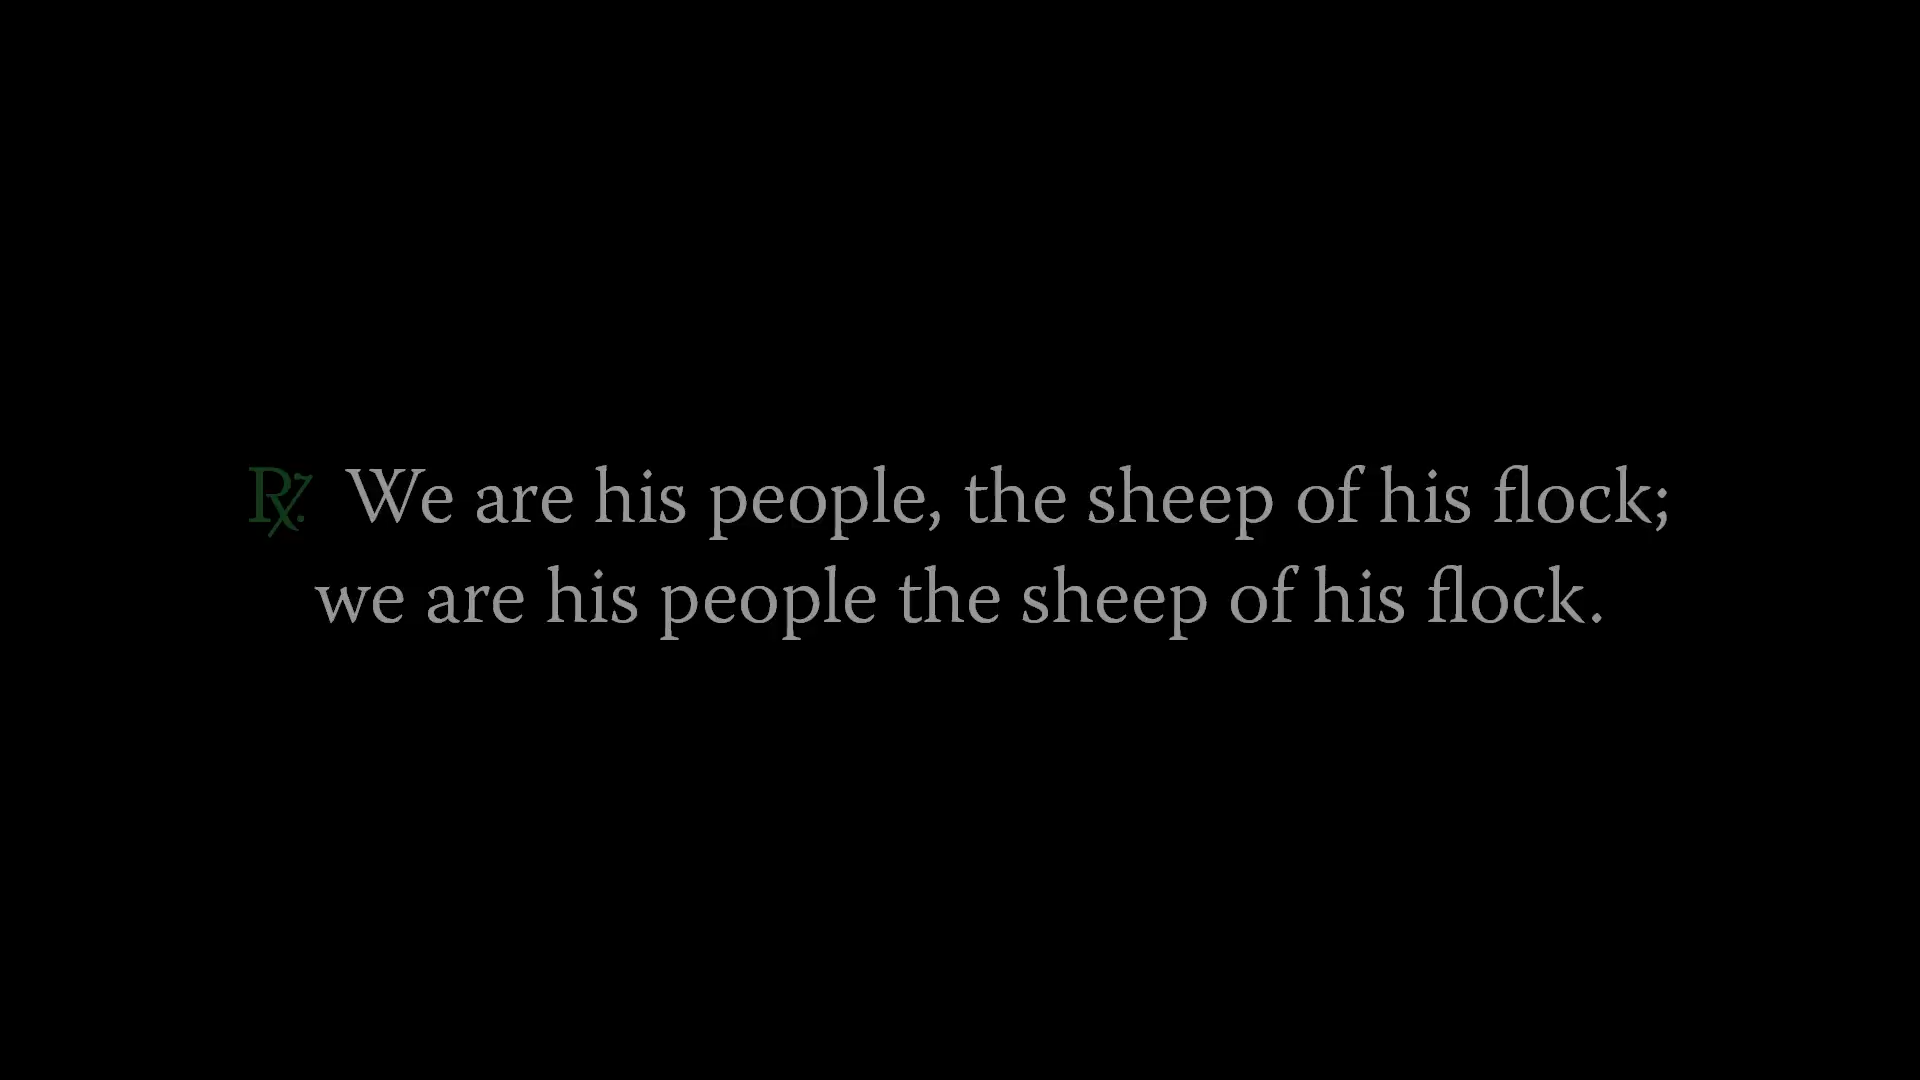 ℟. We are his people, the sheep of his flock;
we are his people the sheep of his flock.